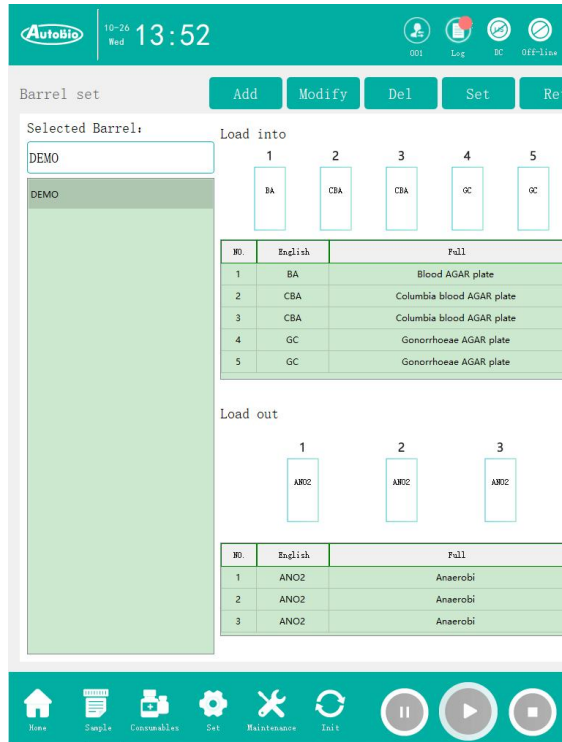 AutoBio 10-26 Wed 13:52
001 Log DC Off-line
Barrel set Add Modify Del Set Re
Selected Barrel:
DEMO
DEMO
Load into
1 2 3 4 5
BA CBA CBA GC GC
NO. English Full
1 BA Blood AGAR plate
2 CBA Columbia blood AGAR plate
3 CBA Columbia blood AGAR plate
4 GC Gonorrhoeae AGAR plate
5 GC Gonorrhoeae AGAR plate
Load out
1 2 3
ANO2 ANO2 ANO2
NO. English Full
1 ANO2 Anaerobi
2 ANO2 Anaerobi
3 ANO2 Anaerobi
Home Sample Consumables Set Maintenance Init